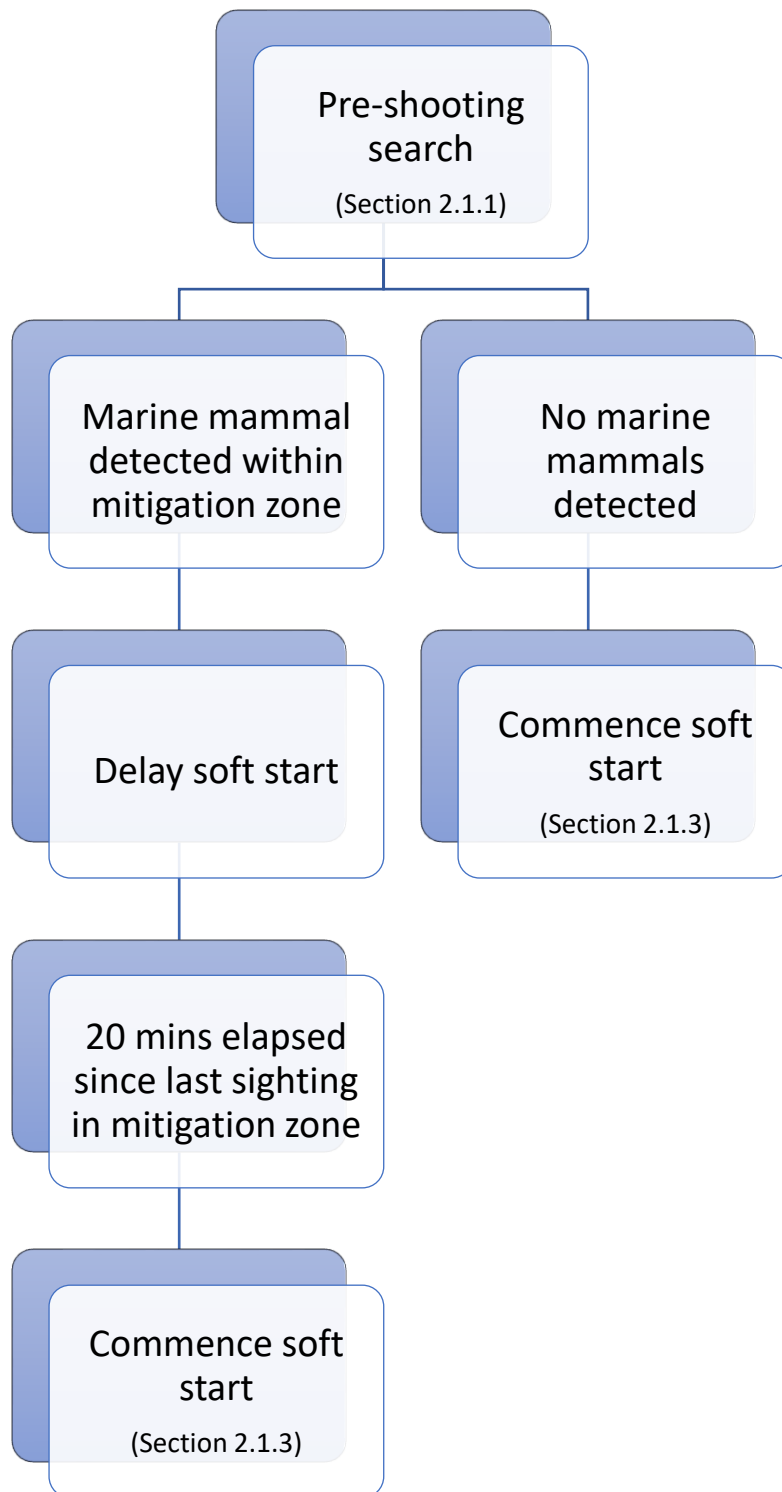 Pre-shooting
search
(Section 2.1.1)
Marine mammal
detected within
mitigation zone
No marine
mammals
detected
Delay soft start
Commence soft
start
(Section 2.1.3)
20 mins elapsed
since last sighting
in mitigation zone
Commence soft
start
(Section 2.1.3)